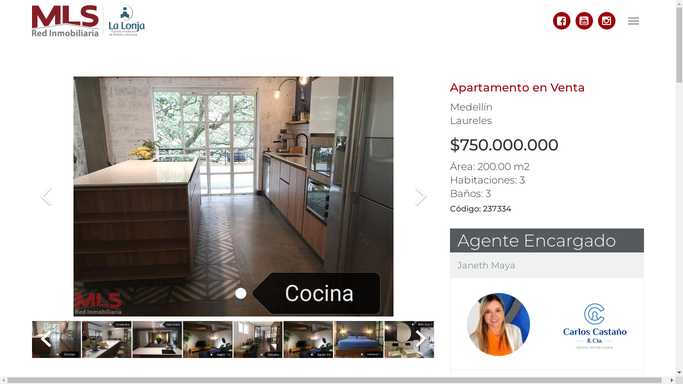 MLS
Red Inmobiliaria
La Lonja
Apartamento en Venta
Medellín
Laureles
$750.000.000
Área: 200.00 m2
Habitaciones: 3
Baños: 3
Código: 237334
Cocina
MLS
Red Inmobiliaria
Agente Encargado
Janeth Maya
Carlos Castaño
& Cía.